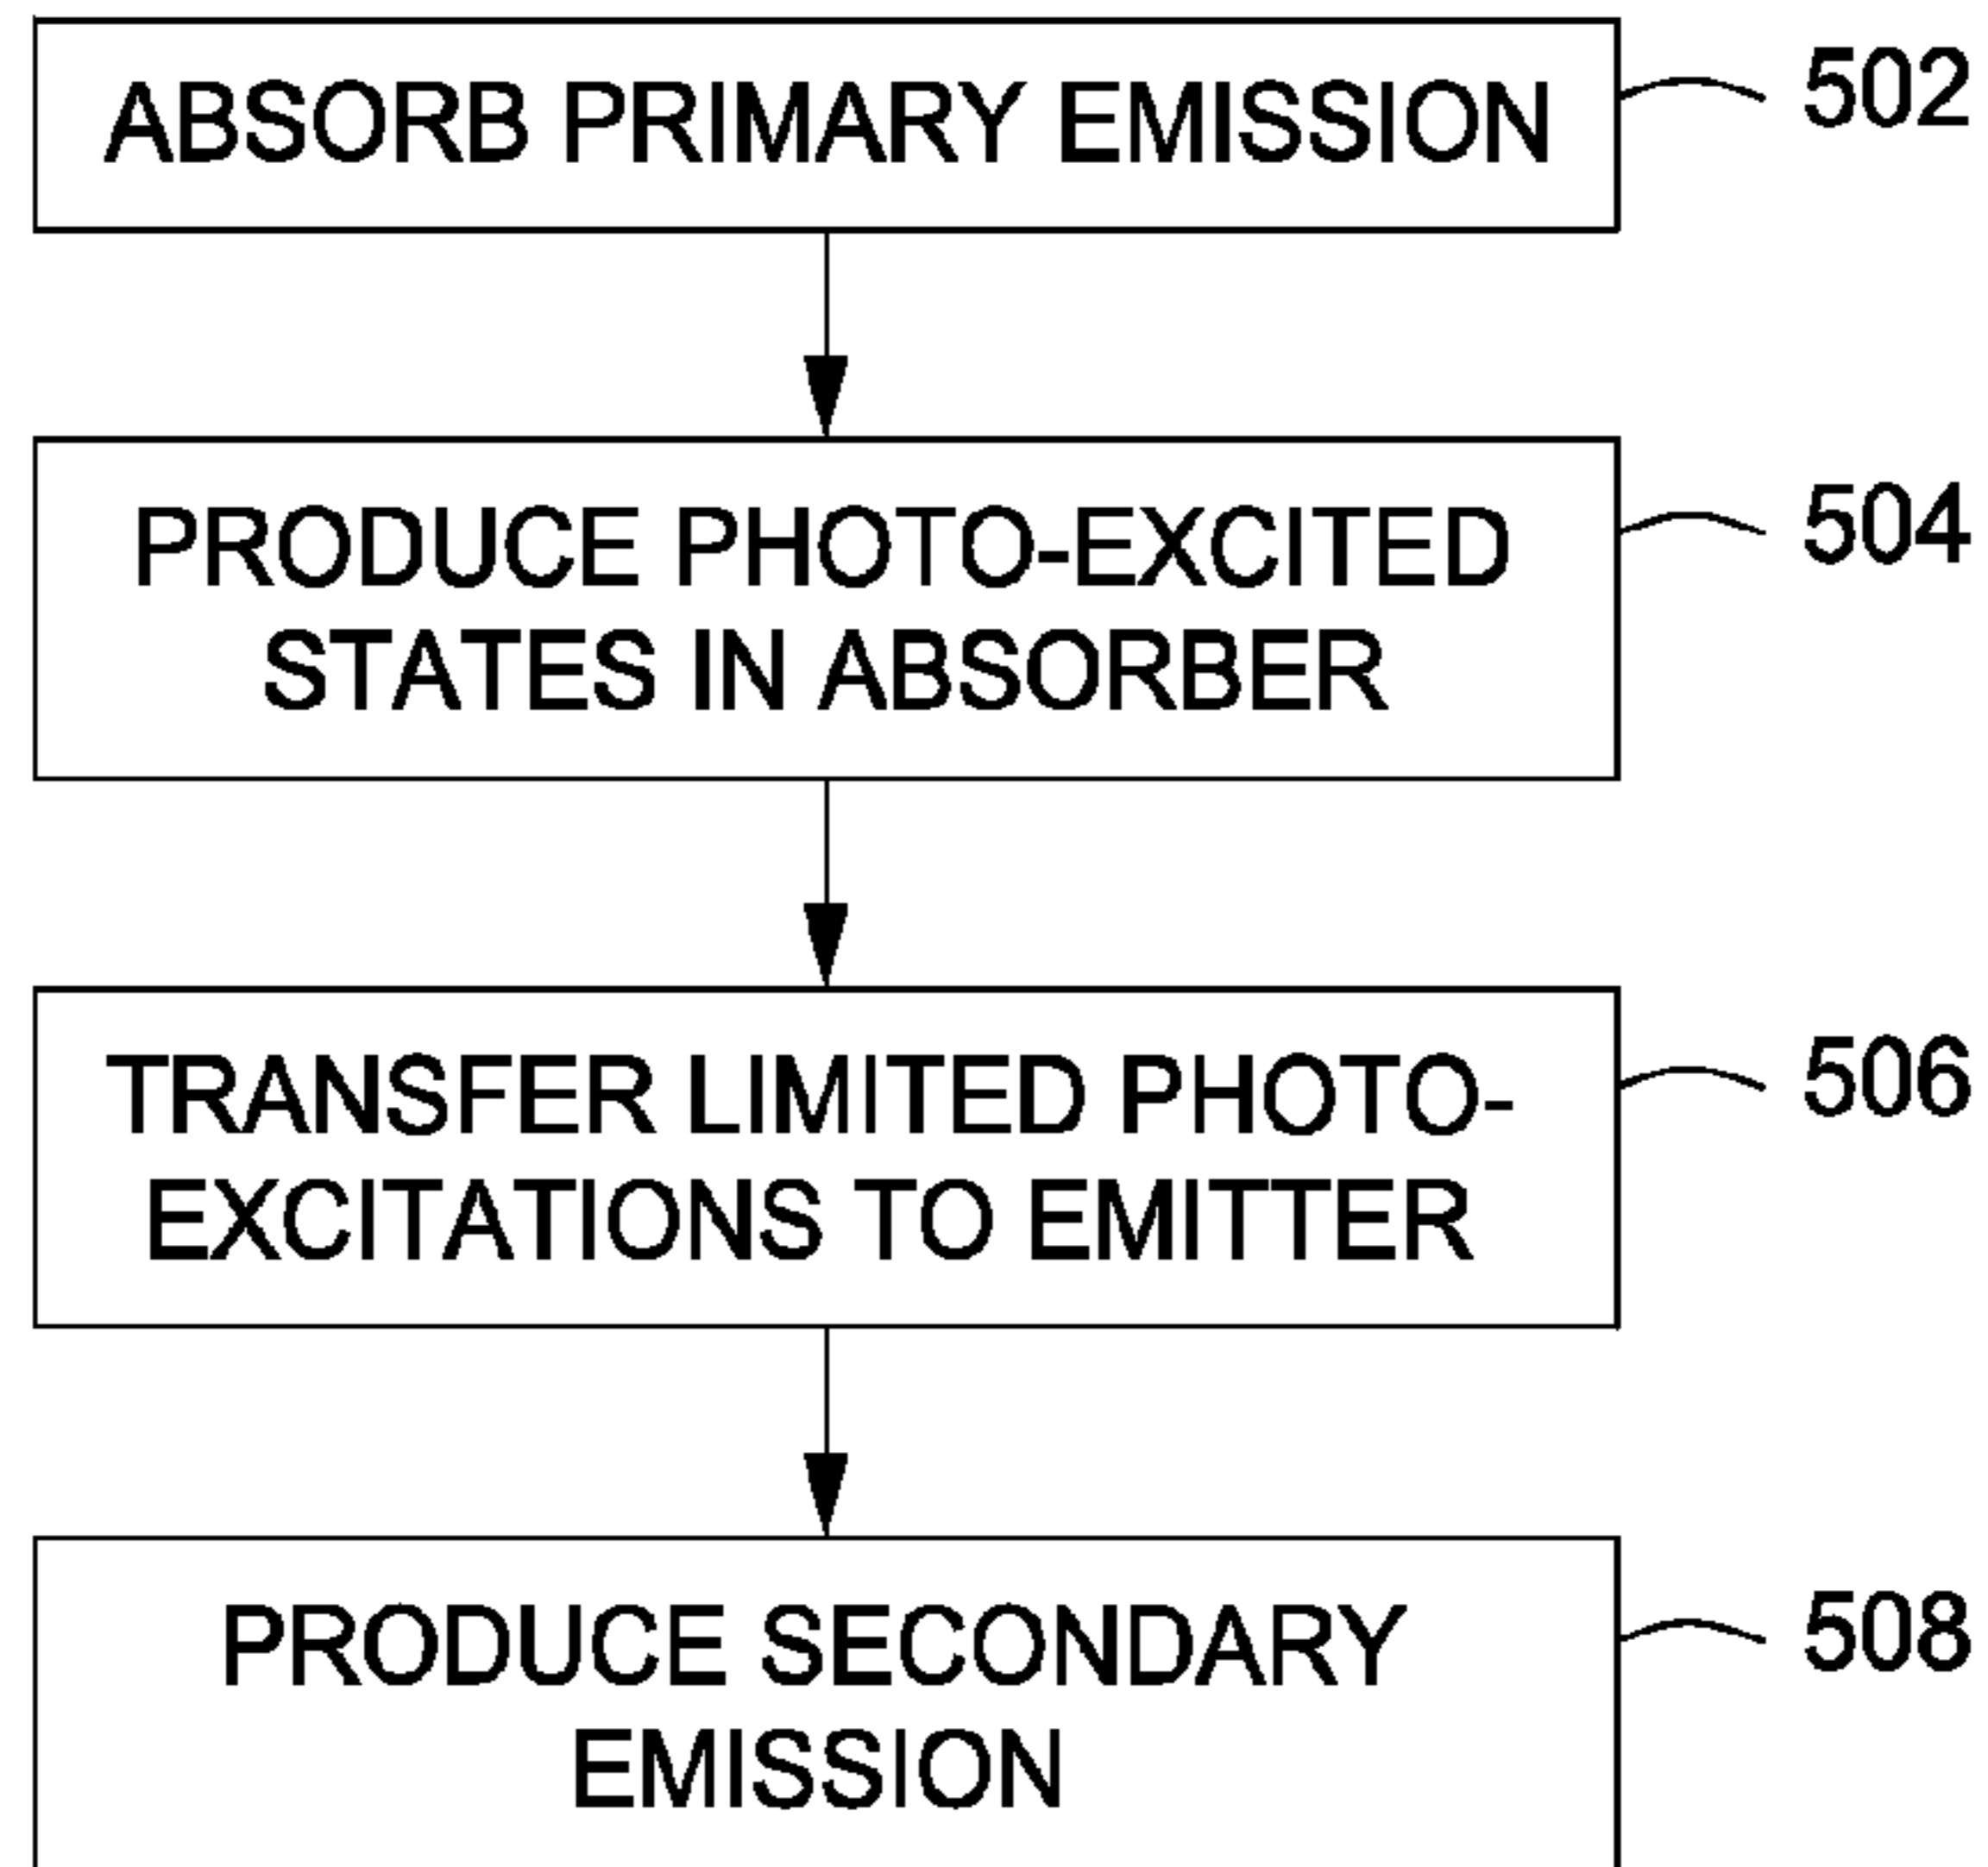 ABSORB PRIMARY EMISSION
502
PRODUCE PHOTO-EXCITED
STATES IN ABSORBER
504
TRANSFER LIMITED PHOTO-
EXCITATIONS TO EMITTER
506
PRODUCE SECONDARY
EMISSION
508